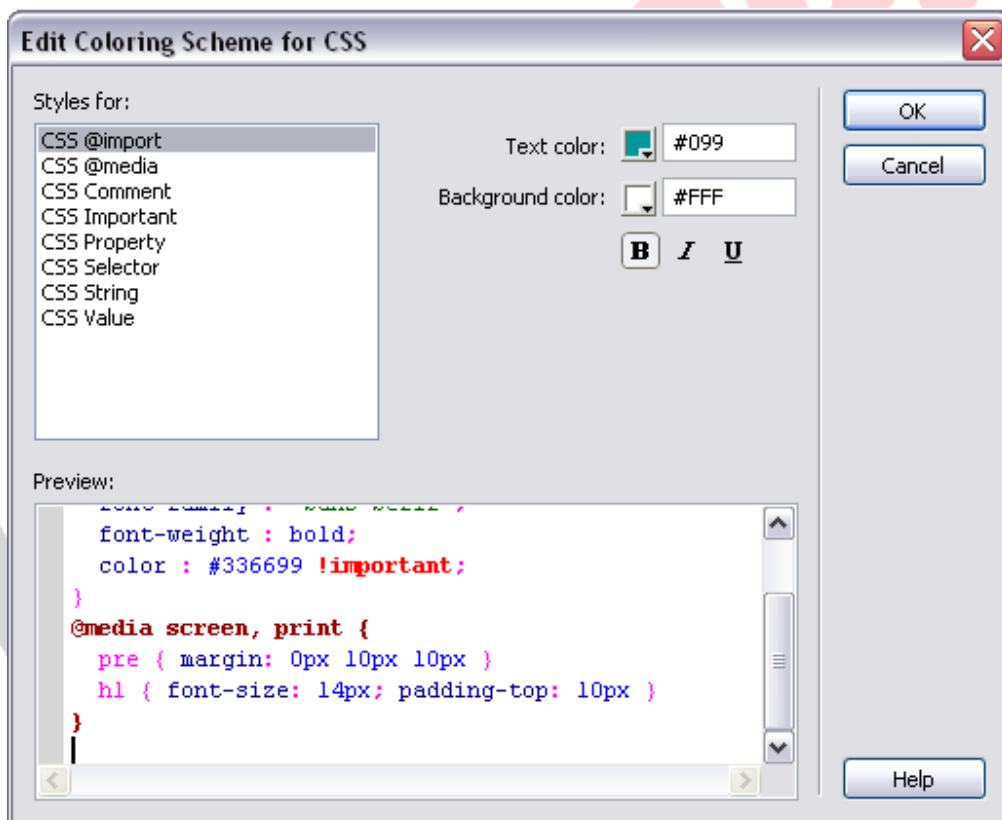 Edit Coloring Scheme for CSS
Styles for:
CSS @import
CSS @media
CSS Comment
CSS Important
CSS Property
CSS Selector
CSS String
CSS Value
Text color: #099
Background color: #FFF
B I U
OK
Cancel
Preview:
font-weight : bold;
color : #336699 !important;
}
@media screen, print {
pre { margin: 0px 10px 10px }
h1 { font-size: 14px; padding-top: 10px }
}
Help